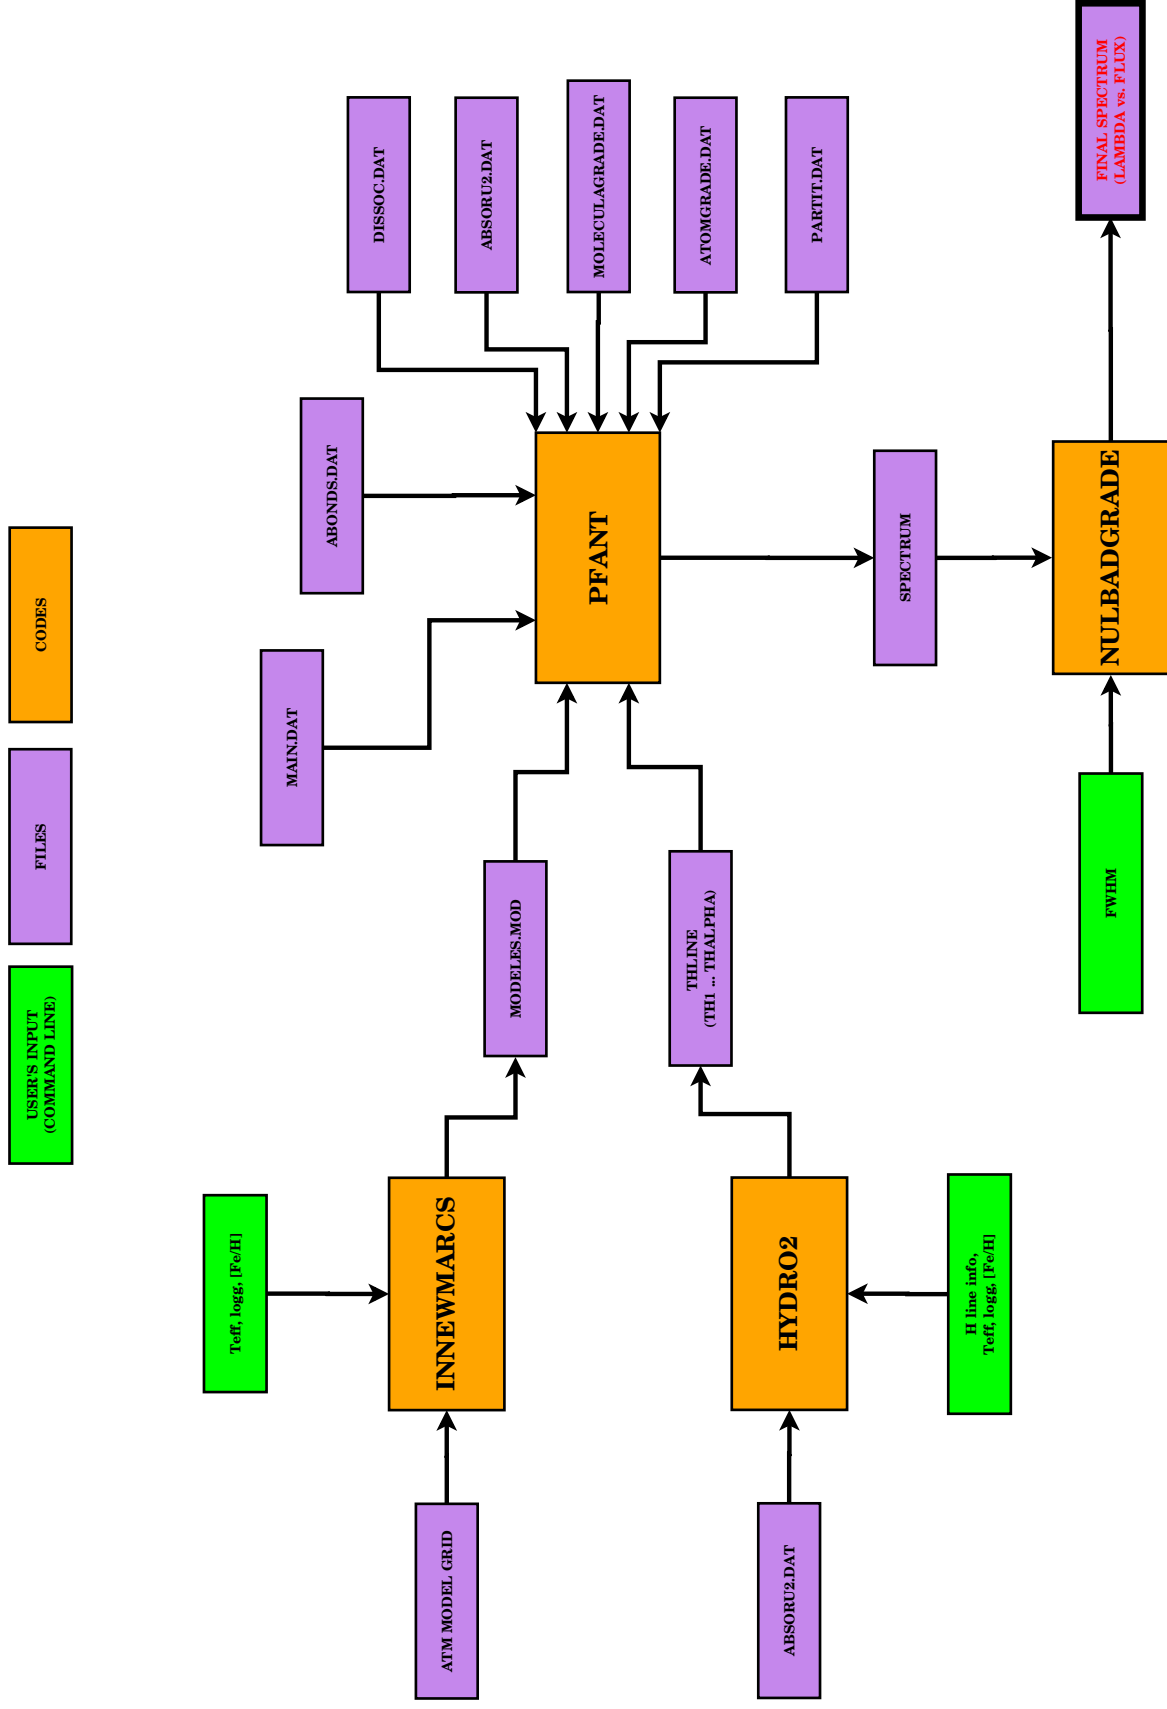 USER'S INPUT
(COMMAND LINE)
FILES
CODES
Teff, logg, [Fe/H]
MAIN.DAT
ABONDS.DAT
DISSOC.DAT
ABSORU2.DAT
MOLECULAGRADE.DAT
ATOMGRADE.DAT
PARTIT.DAT
ATM MODEL GRID
INNEWMARCS
MODELES.MOD
PFANT
THLINE
(TH1 ... THALPHA)
ABSORU2.DAT
HYDRO2
H line info,
Teff, logg, [Fe/H]
SPECTRUM
FWHM
NULBADGRADE
FINAL SPECTRUM
(LAMBDA vs. FLUX)